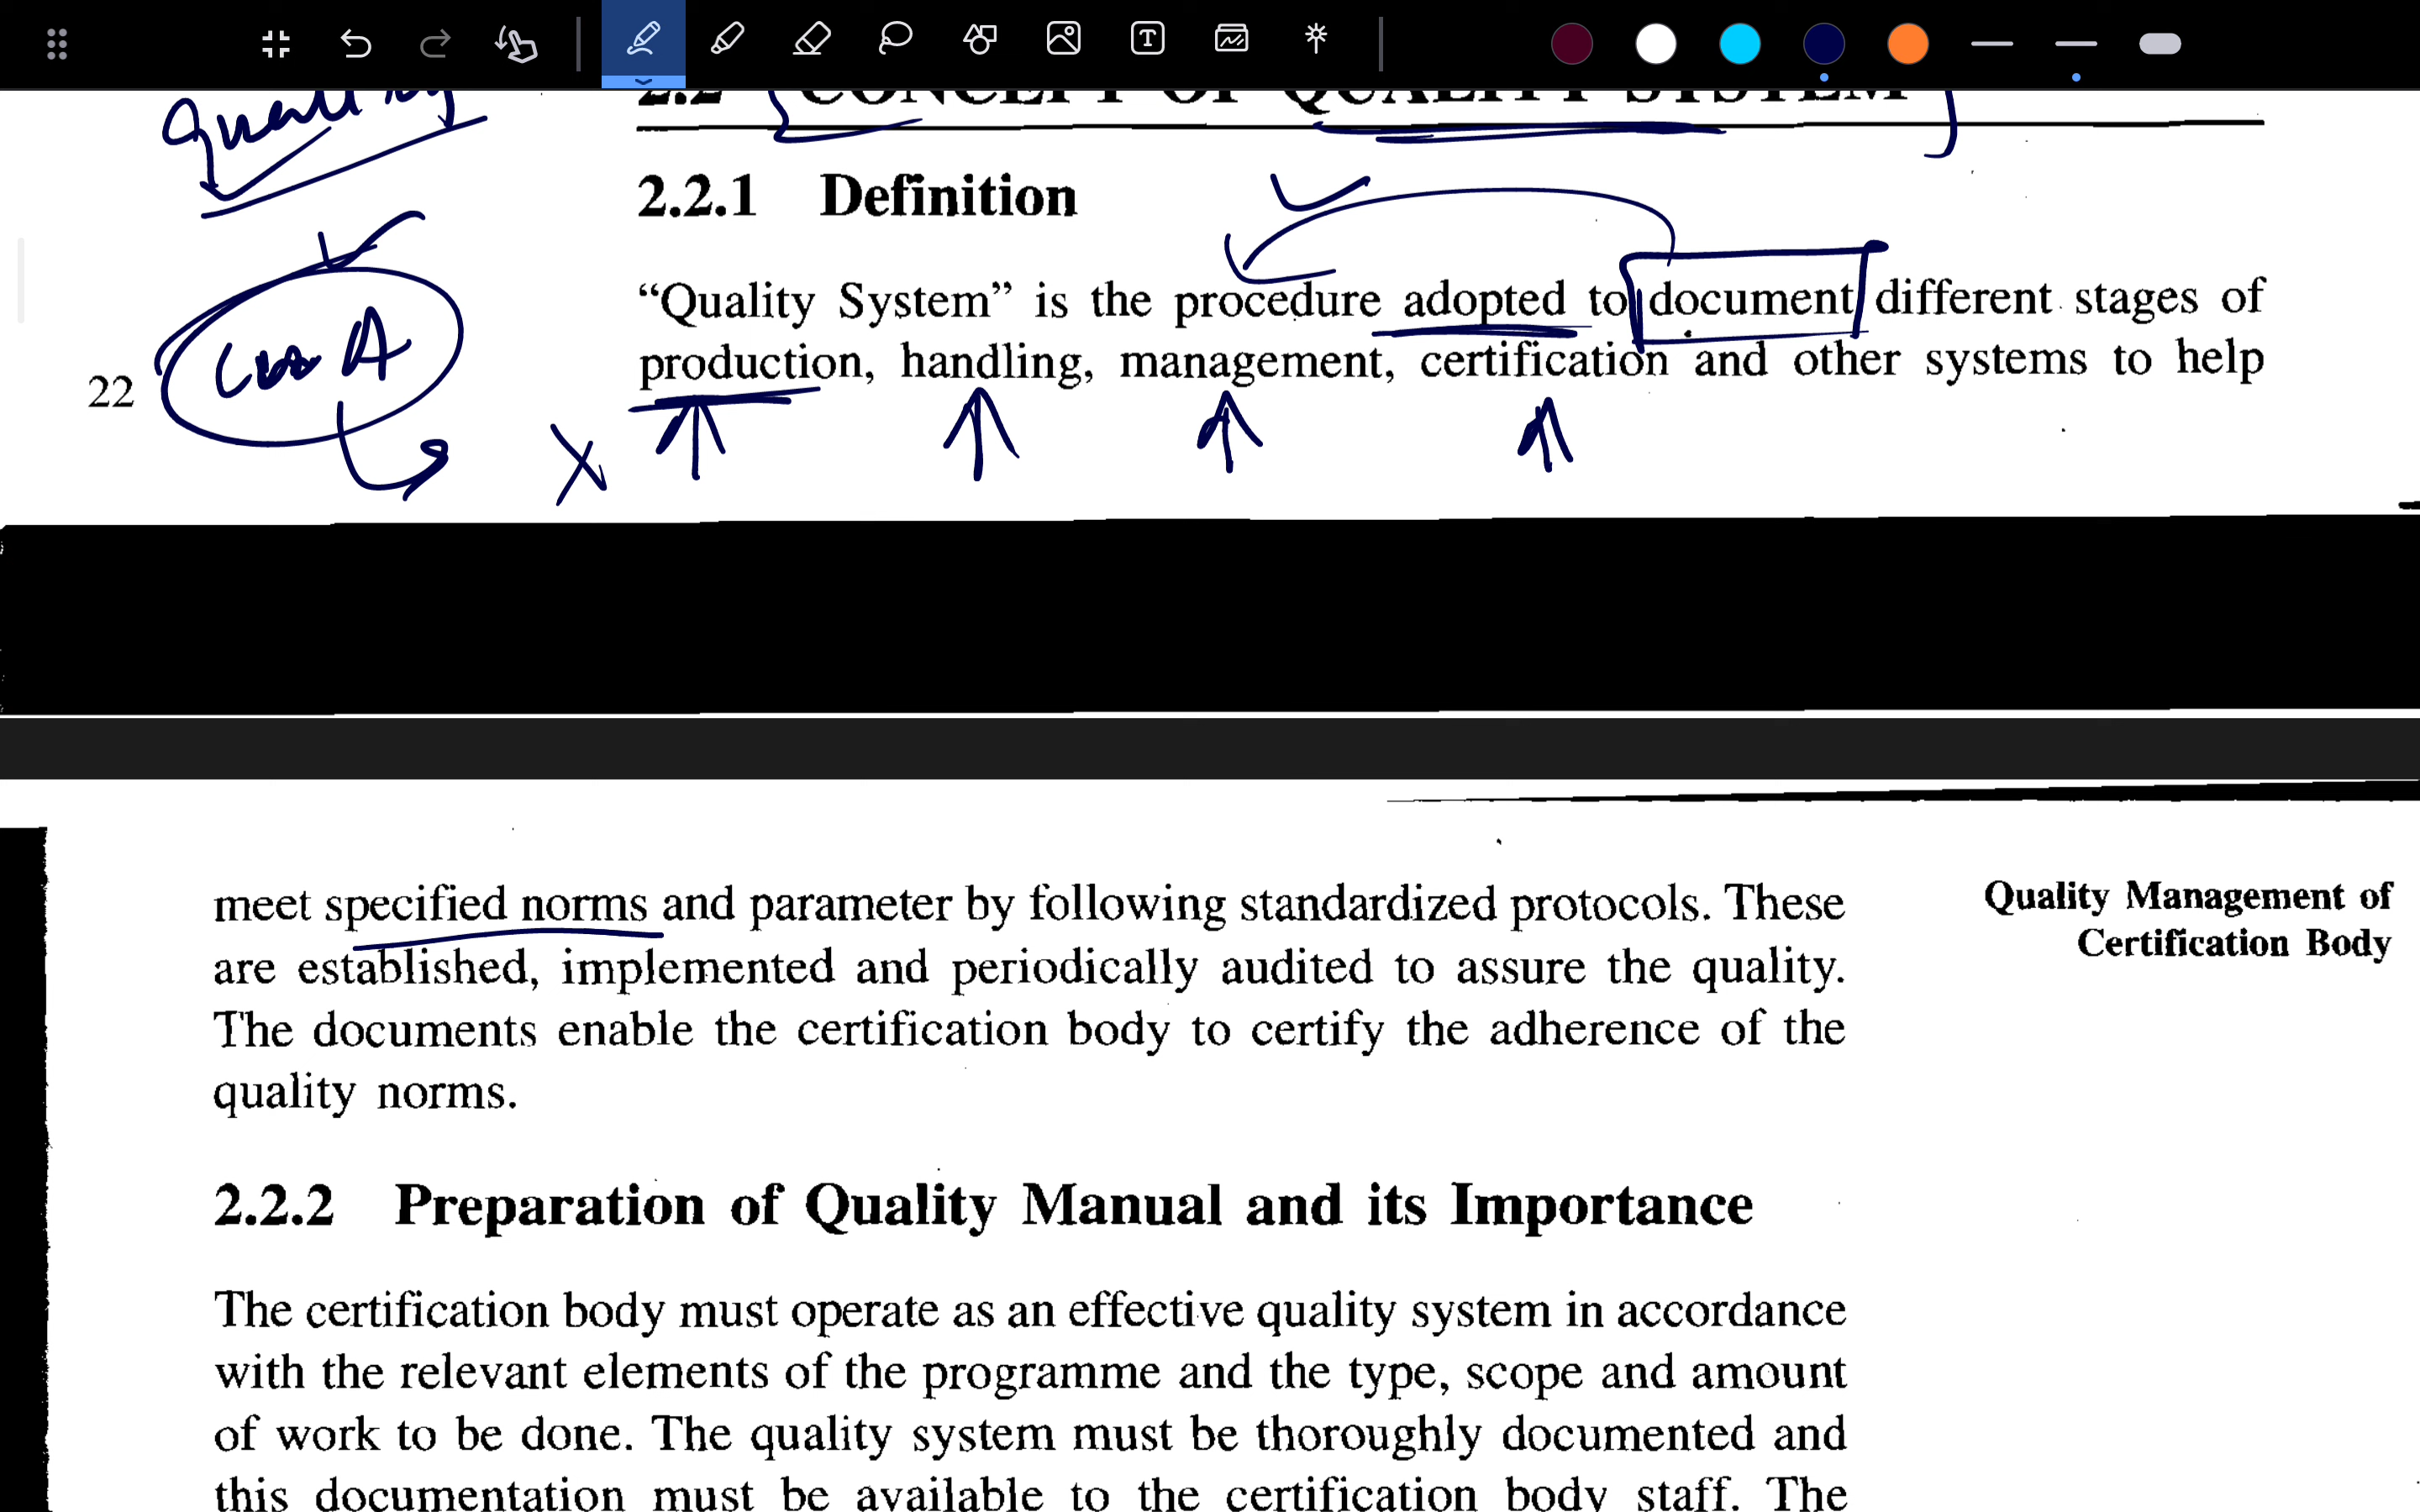 2.2 CONCEPT OF QUALITY SYSTEM
2.2.1 Definition
“Quality System” is the procedure adopted to document different stages of
production, handling, management, certification and other systems to help
22
A
X
meet specified norms and parameter by following standardized protocols. These
are established, implemented and periodically audited to assure the quality.
The documents enable the certification body to certify the adherence of the
quality norms.
Quality Management of
Certification Body
2.2.2 Preparation of Quality Manual and its Importance
The certification body must operate as an effective quality system in accordance
with the relevant elements of the programme and the type, scope and amount
of work to be done. The quality system must be thoroughly documented and
this documentation must be available to the certification body staff. The